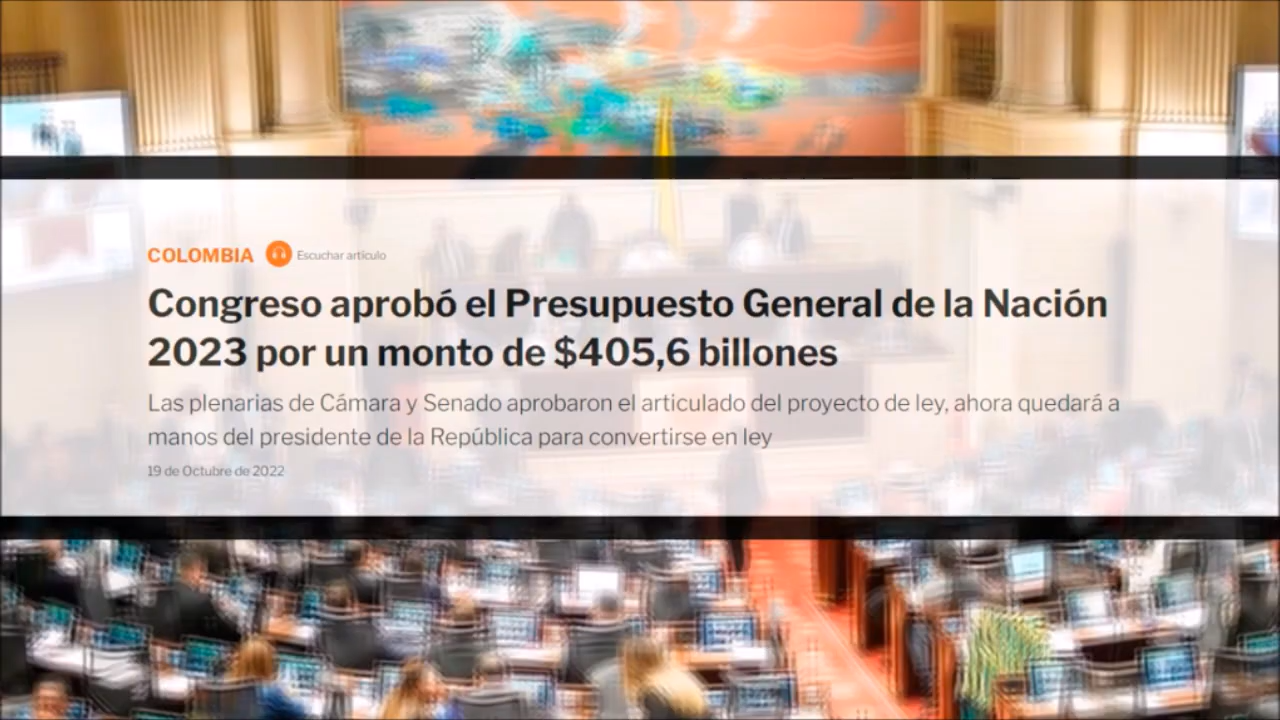 COLOMBIA Escuchar artículo
Congreso aprobó el Presupuesto General de la Nación
2023 por un monto de $405,6 billones
Las plenarias de Cámara y Senado aprobaron el articulado del proyecto de ley, ahora quedará a
manos del presidente de la República para convertirse en ley
19 de Octubre de 2022